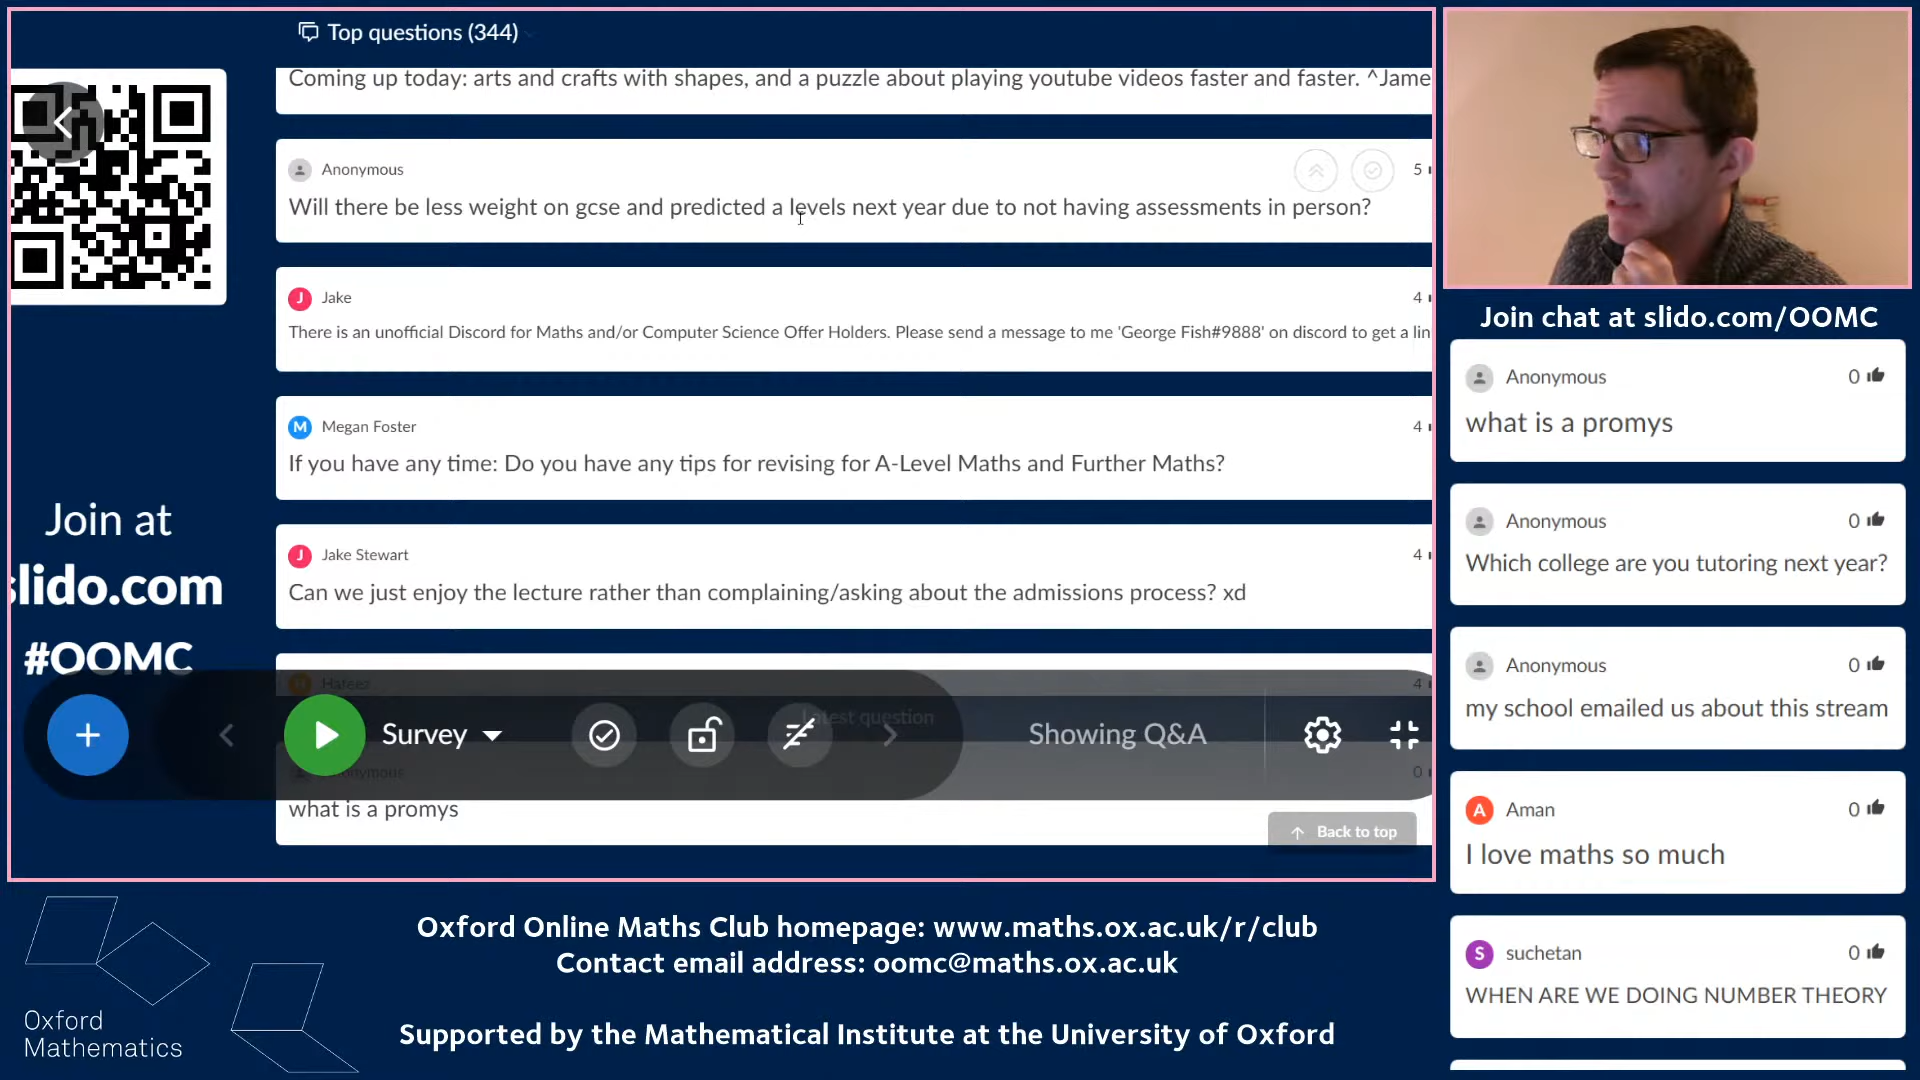 Top questions (344)
Coming up today: arts and crafts with shapes, and a puzzle about playing youtube videos faster and faster. ^Jame
Anonymous
5
Will there be less weight on gcse and predicted a levels next year due to not having assessments in person?
J
Jake
4
There is an unofficial Discord for Maths and/or Computer Science Offer Holders. Please send a message to me 'George Fish#9888' on discord to get a lin
M
Megan Foster
4
If you have any time: Do you have any tips for revising for A-Level Maths and Further Maths?
J
Jake Stewart
4
Can we just enjoy the lecture rather than complaining/asking about the admissions process? xd
4
Join at
slido.com
#OOMC
Latest question
Survey
Showing Q&A
Anonymous
0
what is a promys
Back to top
Join chat at slido.com/OOMC
Anonymous
0
what is a promys
Anonymous
0
Which college are you tutoring next year?
Anonymous
0
my school emailed us about this stream
A
Aman
0
I love maths so much
S
suchetan
0
WHEN ARE WE DOING NUMBER THEORY
Oxford
Mathematics
Oxford Online Maths Club homepage: www.maths.ox.ac.uk/r/club
Contact email address: oomc@maths.ox.ac.uk
Supported by the Mathematical Institute at the University of Oxford